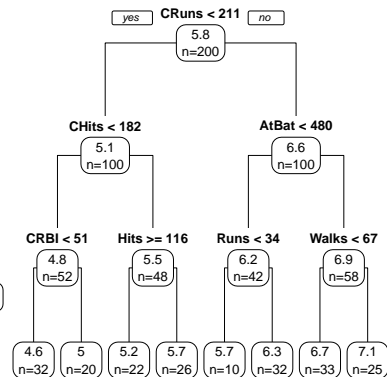 CRuns < 211
yes no
5.8
n=200
CHits < 182 AtBat < 480
5.1 6.6
n=100 n=100
CRBI < 51 Hits >= 116 Runs < 34 Walks < 67
4.8 5.5 6.2 6.9
n=52 n=48 n=42 n=58
4.6 5 5.2 5.7 5.7 6.3 6.7 7.1
n=32 n=20 n=22 n=26 n=10 n=32 n=33 n=25